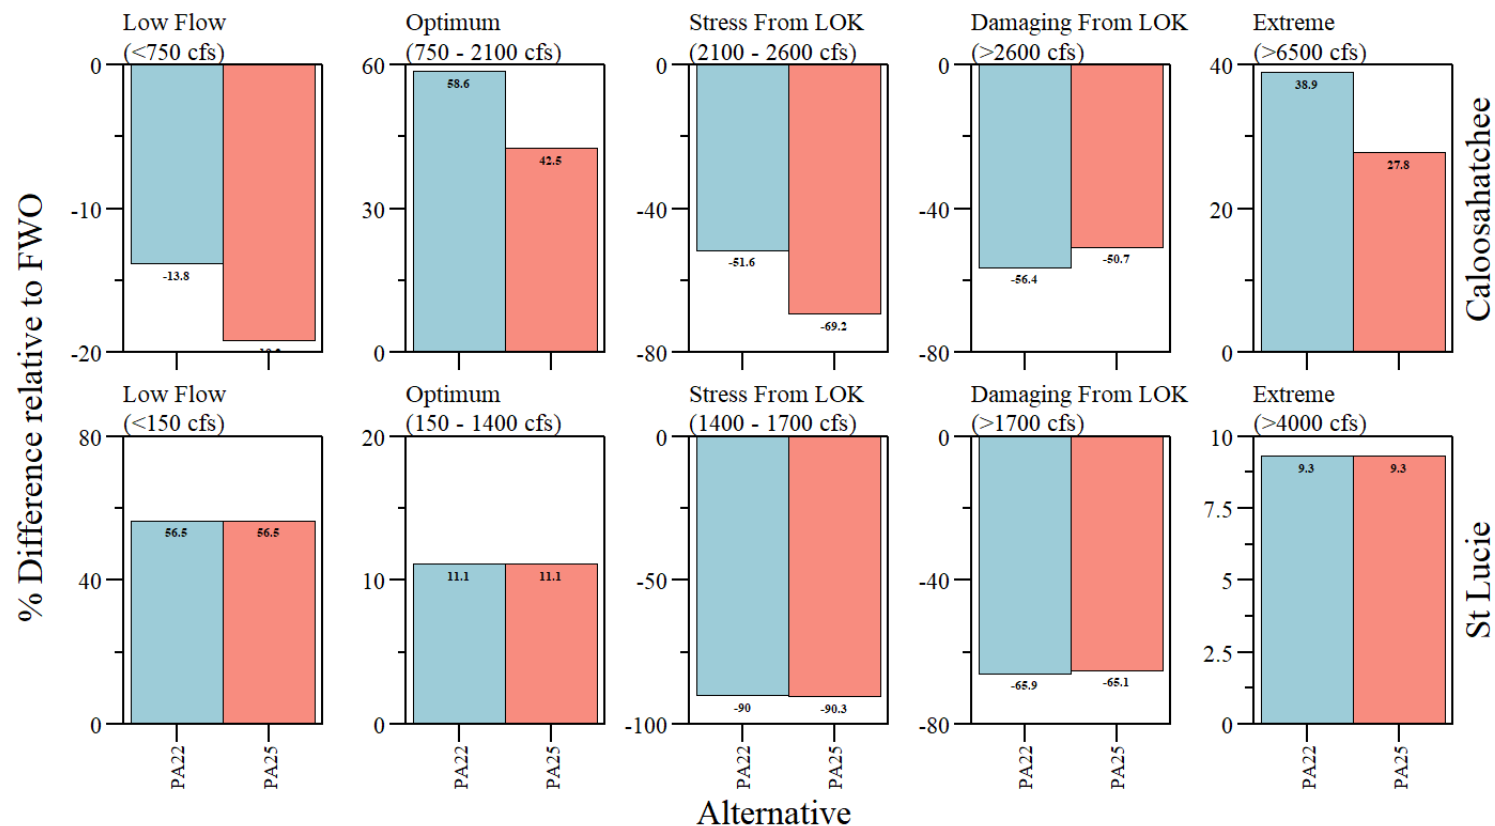 Low Flow
(<750 cfs)
Optimum
(750 - 2100 cfs)
Stress From LOK
(2100 - 2600 cfs)
Damaging From LOK
(>2600 cfs)
Extreme
(>6500 cfs)
0
-10
-20
-13.8
60
30
0
58.6
42.5
0
-40
-80
-51.6
-69.2
0
-40
-80
-56.4
-50.7
40
20
0
38.9
27.8
Caloosahatchee
% Difference relative to FWO
Low Flow
(<150 cfs)
Optimum
(150 - 1400 cfs)
Stress From LOK
(1400 - 1700 cfs)
Damaging From LOK
(>1700 cfs)
Extreme
(>4000 cfs)
80
40
0
56.5
56.5
20
10
0
11.1
11.1
0
-50
-100
-90
-90.3
0
-40
-80
-65.9
-65.1
10
7.5
5
2.5
0
9.3
9.3
St Lucie
PA22
PA25
PA22
PA25
PA22
PA25
PA22
PA25
PA22
PA25
Alternative